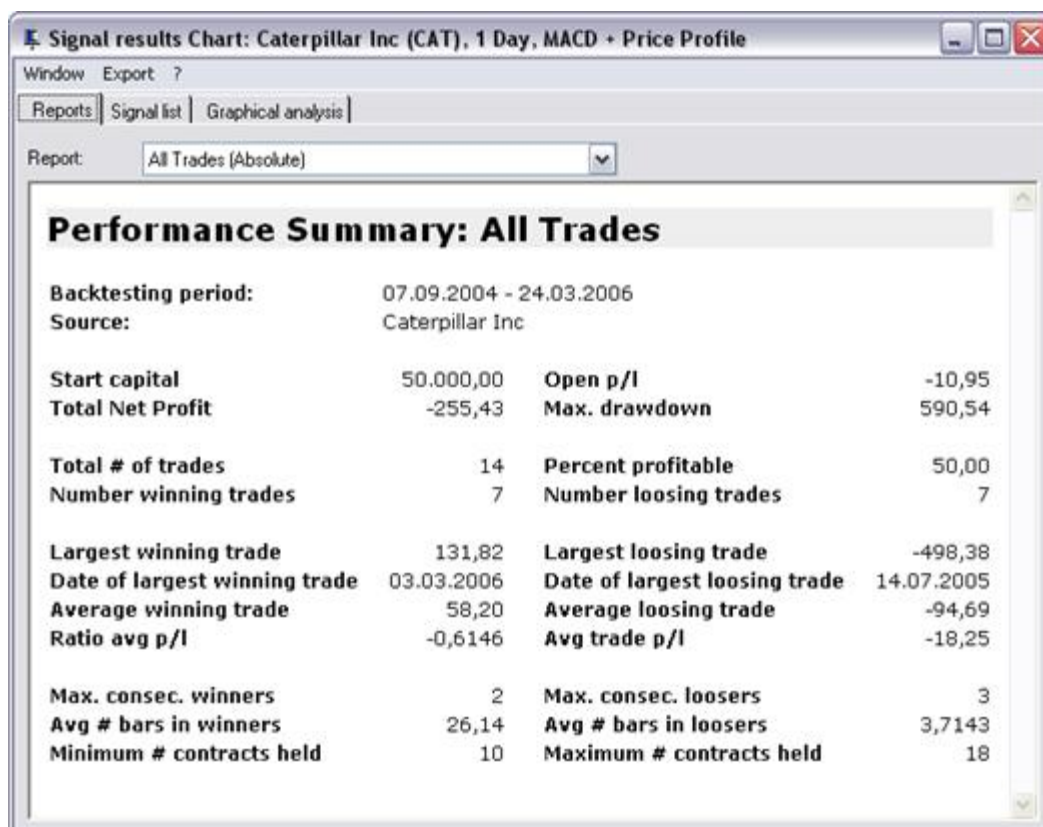 Signal results Chart: Caterpillar Inc (CAT), 1 Day, MACD + Price Profile
Window Export ?
Reports Signal list Graphical analysis
Report: All Trades (Absolute)
Performance Summary: All Trades
Backtesting period: 07.09.2004 - 24.03.2006
Source: Caterpillar Inc
Start capital 50.000,00 Open p/l -10,95
Total Net Profit -255,43 Max. drawdown 590,54
Total # of trades 14 Percent profitable 50,00
Number winning trades 7 Number loosing trades 7
Largest winning trade 131,82 Largest loosing trade -498,38
Date of largest winning trade 03.03.2006 Date of largest loosing trade 14.07.2005
Average winning trade 58,20 Average loosing trade -94,69
Ratio avg p/l -0,6146 Avg trade p/l -18,25
Max. consec. winners 2 Max. consec. loosers 3
Avg # bars in winners 26,14 Avg # bars in loosers 3,7143
Minimum # contracts held 10 Maximum # contracts held 18